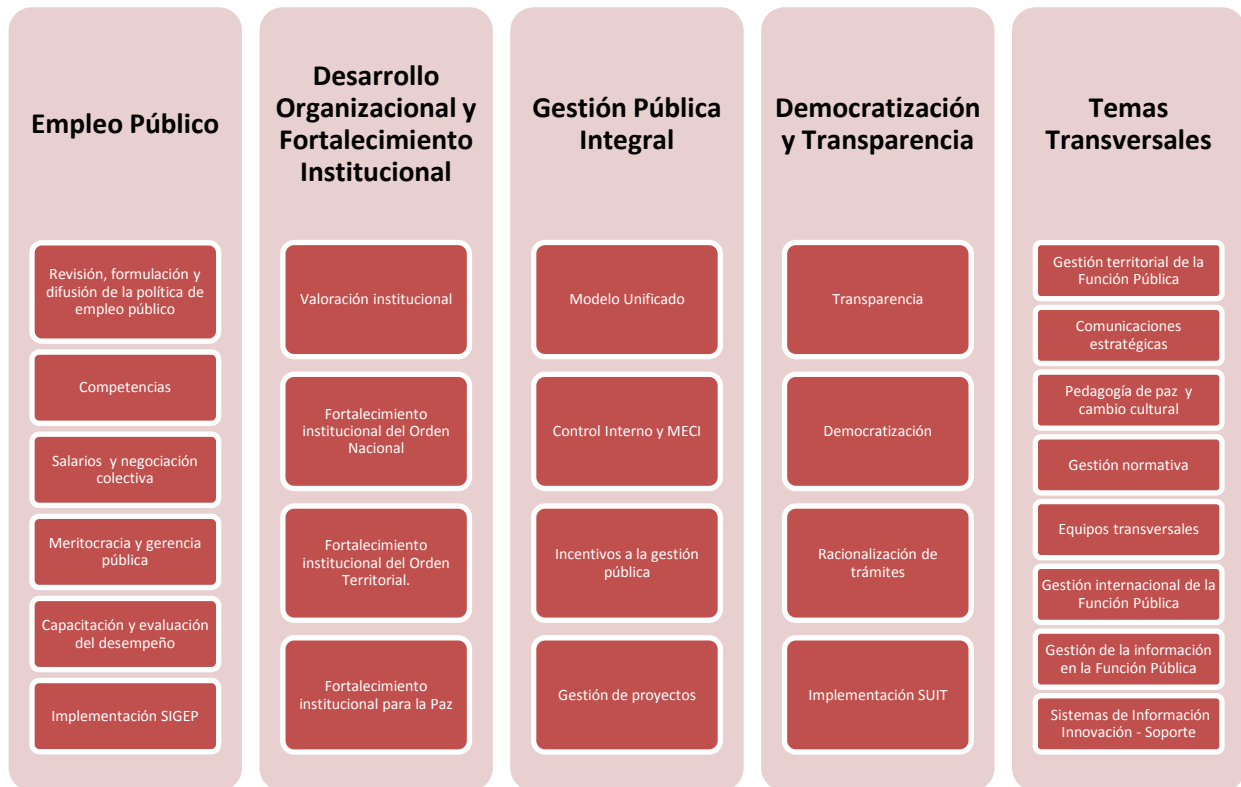 Empleo Público
Revisión, formulación y
difusión de la política de
empleo público
Competencias
Salarios y negociación
colectiva
Meritocracia y gerencia
pública
Capacitación y evaluación
del desempeño
Implementación SIGEP
Desarrollo
Organizacional y
Fortalecimiento
Institucional
Valoración institucional
Fortalecimiento
institucional del Orden
Nacional
Fortalecimiento
institucional del Orden
Territorial.
Fortalecimiento
institucional para la Paz
Gestión Pública
Integral
Modelo Unificado
Control Interno y MECI
Incentivos a la gestión
pública
Gestión de proyectos
Democratización
y Transparencia
Transparencia
Democratización
Racionalización de
trámites
Implementación SUIT
Temas
Transversales
Gestión territorial de la
Función Pública
Comunicaciones
estratégicas
Pedagogía de paz y
cambio cultural
Gestión normativa
Equipos transversales
Gestión internacional de la
Función Pública
Gestión de la información
en la Función Pública
Sistemas de Información
Innovación - Soporte